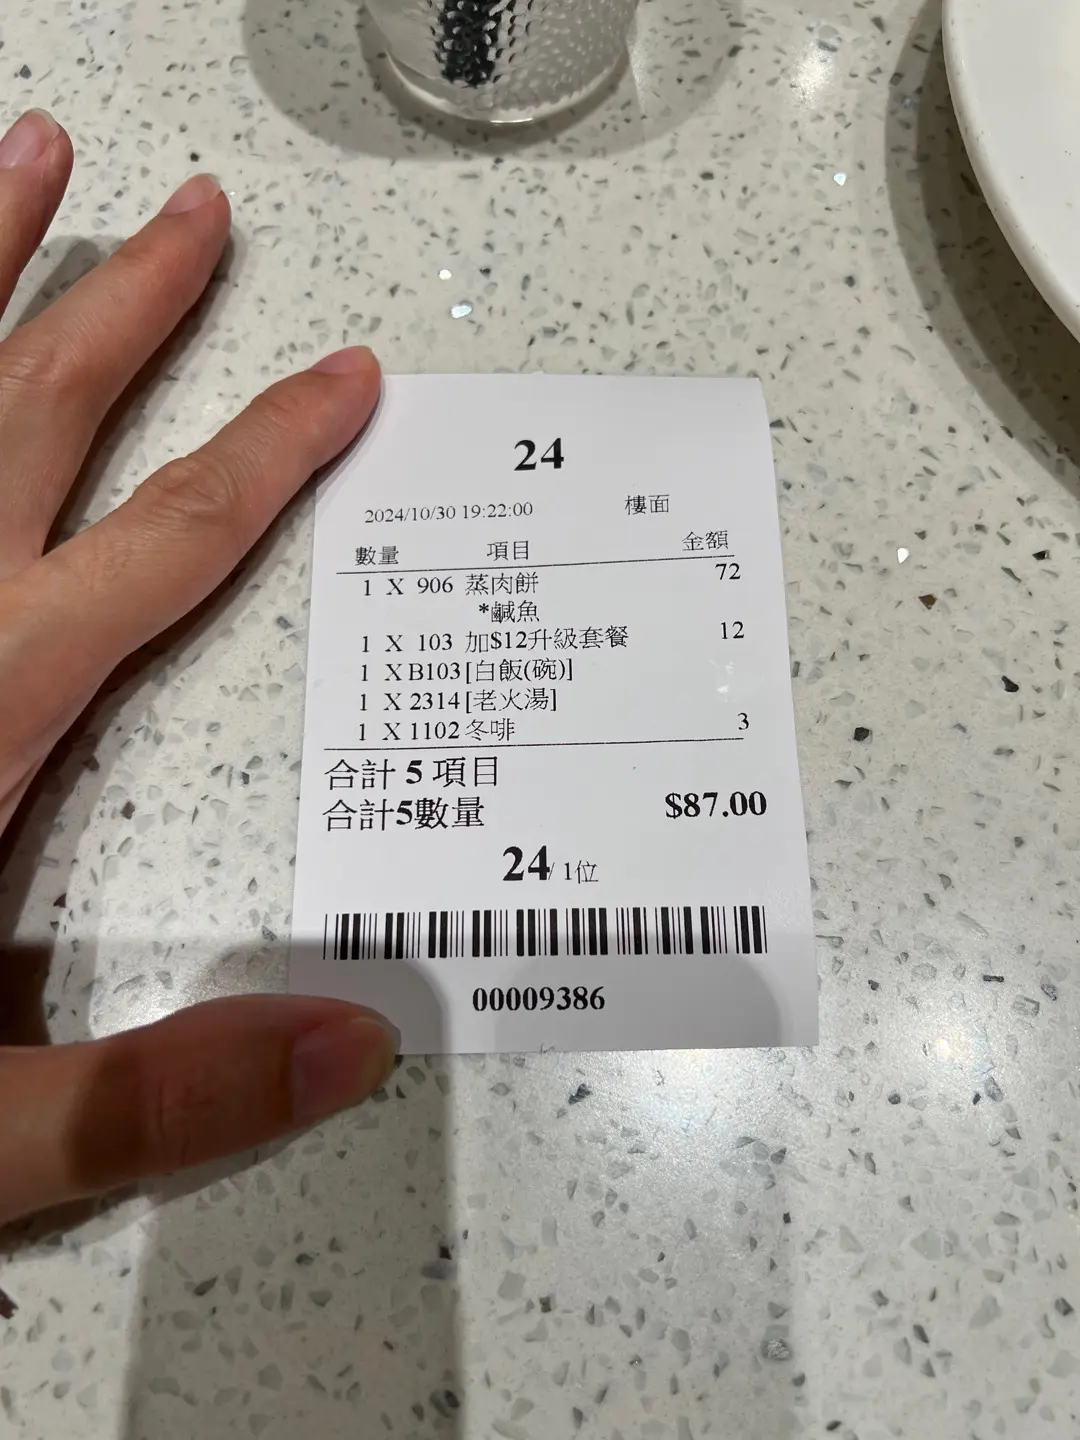 24
2024/10/30 19:22:00 樓面
數量 項目 金額
1 X 906 蒸肉餅 72
*鹹魚
1 X 103 加$12升級套餐 12
1 X B103 [白飯(碗)]
1 X 2314 [老火湯]
1 X 1102 冬啡 3
合計 5 項目
合計5數量 $87.00
24/ 1位
00009386